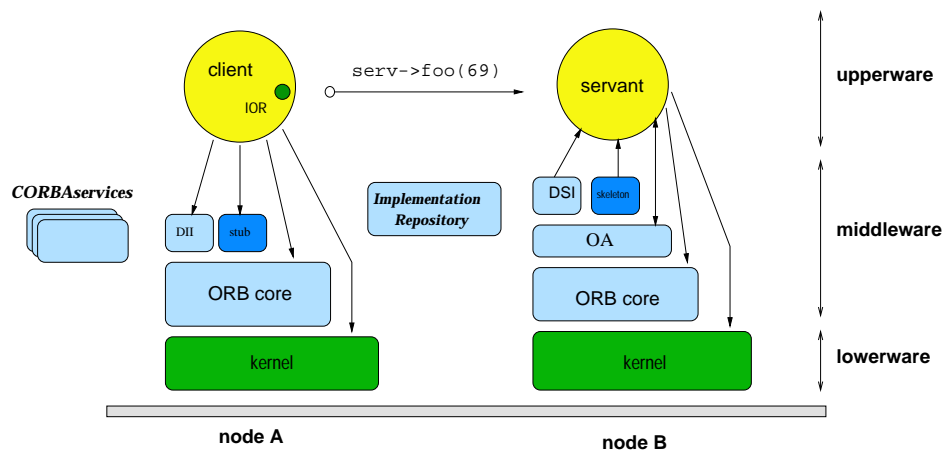 client
IOR
serv->foo(69)
servant
upperware
CORBAservices
Implementation
Repository
DII
stub
DSI
skeleton
OA
middleware
ORB core
ORB core
kernel
kernel
lowerware
node A
node B